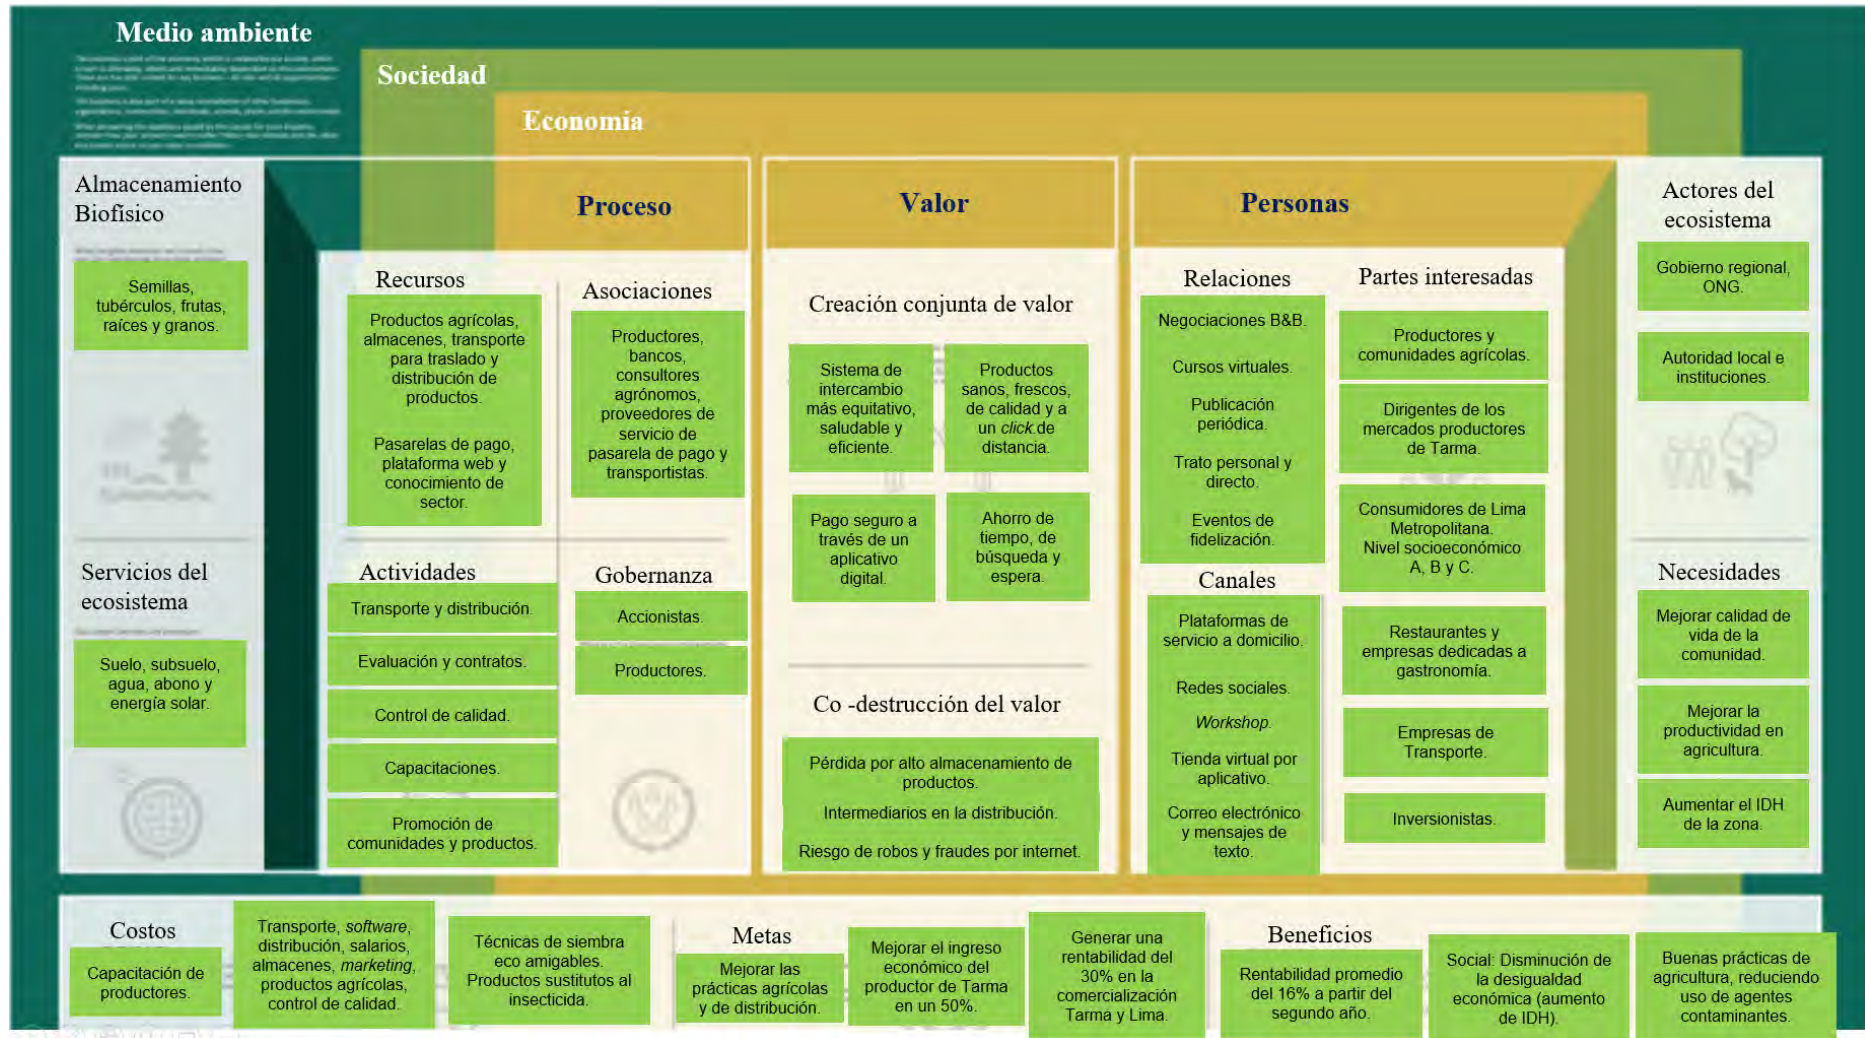 Medio ambiente
Sociedad
Economía
Almacenamiento
Biofísico
Semillas,
tubérculos, frutas,
raíces y granos.
Servicios del
ecosistema
Suelo, subsuelo,
agua, abono y
energía solar.
Proceso
Recursos
Productos agrícolas,
almacenes, transporte
para traslado y
distribución de
productos.
Pasarelas de pago,
plataforma web y
conocimiento de
sector.
Asociaciones
Productores,
bancos,
consultores
agrónomos,
proveedores de
servicio de
pasarela de pago y
transportistas.
Actividades
Transporte y distribución.
Evaluación y contratos.
Control de calidad.
Capacitaciones.
Promoción de
comunidades y productos.
Gobernanza
Accionistas.
Productores.
Valor
Creación conjunta de valor
Sistema de
intercambio
más equitativo,
saludable y
eficiente.
Productos
sanos, frescos,
de calidad y a
un click de
distancia.
Pago seguro a
través de un
aplicativo
digital.
Ahorro de
tiempo, de
búsqueda y
espera.
Co -destrucción del valor
Pérdida por alto almacenamiento de
productos.
Intermediarios en la distribución.
Riesgo de robos y fraudes por internet.
Personas
Relaciones
Negociaciones B&B.
Cursos virtuales.
Publicación
periódica.
Trato personal y
directo.
Eventos de
fidelización.
Canales
Plataformas de
servicio a domicilio.
Redes sociales.
Workshop.
Tienda virtual por
aplicativo.
Correo electrónico
y mensajes de
texto.
Partes interesadas
Productores y
comunidades agrícolas.
Dirigentes de los
mercados productores
de Tarma.
Consumidores de Lima
Metropolitana.
Nivel socioeconómico
A, B y C.
Restaurantes y
empresas dedicadas a
gastronomía.
Empresas de
Transporte.
Inversionistas.
Actores del
ecosistema
Gobierno regional,
ONG.
Autoridad local e
instituciones.
Necesidades
Mejorar calidad de
vida de la
comunidad.
Mejorar la
productividad en
agricultura.
Aumentar el IDH
de la zona.
Costos
Capacitación de
productores.
Transporte, software,
distribución, salarios,
almacenes, marketing,
productos agrícolas,
control de calidad.
Técnicas de siembra
eco amigables.
Productos sustitutos al
insecticida.
Metas
Mejorar las
prácticas agrícolas
y de distribución.
Mejorar el ingreso
económico del
productor de Tarma
en un 50%.
Generar una
rentabilidad del
30% en la
comercialización
Tarma y Lima.
Beneficios
Rentabilidad promedio
del 16% a partir del
segundo año.
Social: Disminución de
la desigualdad
económica (aumento
de IDH).
Buenas prácticas de
agricultura, reduciendo
uso de agentes
contaminantes.